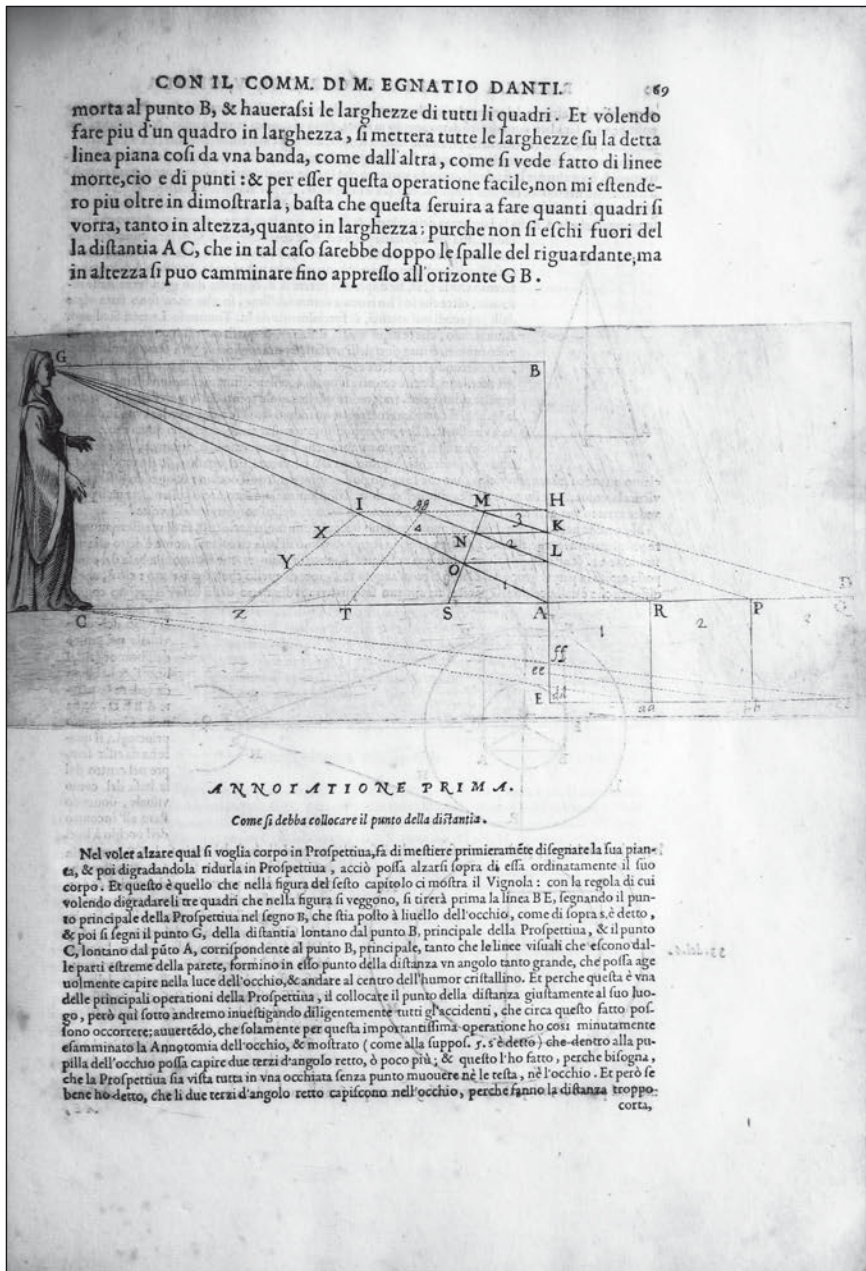 CON IL COMM. DI M. EGNATIO DANTI. 69
morta al punto B, & haueraſsi le larghezze di tutti li quadri. Et volendo
fare piu d'un quadro in larghezza, ſi mettera tutte le larghezze ſu la detta
linea piana coſi da vna banda, come dall'altra, come ſi vede fatto di linee
morte, cio e di punti: & per eſſer queſta operatione facile, non mi eſtende-
ro piu oltre in dimoſtrarla; baſta che queſta ſeruira a fare quanti quadri ſi
vorra, tanto in altezza, quanto in larghezza; purche non ſi eſchi fuori del
la diſtantia A C, che in tal caſo ſarebbe doppo le ſpalle del riguardante, ma
in altezza ſi puo camminare fino appreſſo all'orizonte G B.
G B
I gg M H
X 4 3 K
N 2 L
Y O 1
D
C Z T S A R P Q
1 2 3
ff
ee
E dd
aa bb
ANNOTATIONE PRIMA.
Come ſi debba collocare il punto della diſtantia.
Nel voler alzare qual ſi voglia corpo in Proſpettiua, fa di meſtiere primieramẽte diſegnare la ſua pian-
ta, & poi digradandola ridurla in Proſpettiua, acciò poſſa alzarſi ſopra di eſſa ordinatamente il ſuo
corpo. Et queſto è quello che nella figura del ſeſto capitolo ci moſtra il Vignola: con la regola di cui
volendo digradare li tre quadri che nella figura ſi veggono, ſi tirerà prima la linea B E, ſegnando il pun-
to principale della Proſpettiua nel ſegno B, che ſtia poſto à liuello dell'occhio, come di ſopra s'è detto,
& poi ſi ſegni il punto G, della diſtantia lontano dal punto B, principale della Proſpettiua, & il punto
C, lontano dal pũto A, corriſpondente al punto B, principale, tanto che le linee viſuali che eſcono dal-
le parti eſtreme della parete, formino in eſſo punto della diſtanza vn angolo tanto grande, che poſſa age
uolmente capire nella luce dell'occhio, & andare al centro dell'humor criſtallino. Et perche queſta è vna
delle principali operationi della Proſpettiua, il collocare il punto della diſtanza giuſtamente al ſuo luo-
go, però quì ſotto andremo inueſtigando diligentemente tutti gl'accidenti, che circa queſto fatto poſ-
ſono occorrere; auuertẽdo, che ſolamente per queſta importantiſſima operatione ho cosi minutamente
eſamminato la Annotomia dell'occhio, & moſtrato (come alla ſuppoſ. 5. s'è detto) che dentro alla pu-
pilla dell'occhio poſſa capire due terzi d'angolo retto, ò poco più; & queſto l'ho fatto, perche biſogna,
che la Proſpettiua ſia viſta tutta in vna occhiata ſenza punto muouere nè le teſta, nè l'occhio. Et però ſe
bene ho detto, che li due terzi d'angolo retto capiſcono nell'occhio, perche fanno la diſtanza troppo
corta,